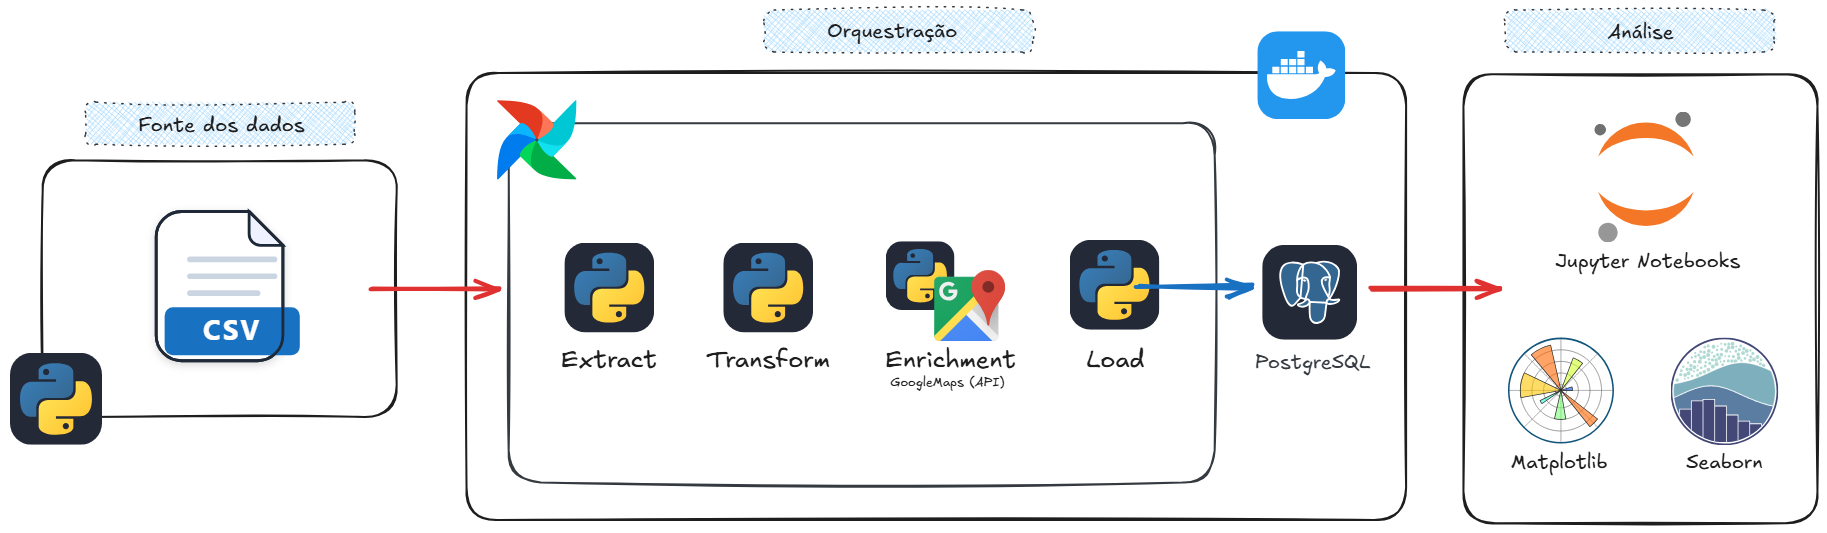 Fonte dos dados
CSV
Orquestração
Extract
Transform
G
Enrichment
GoogleMaps (API)
Load
PostgreSQL
Análise
Jupyter Notebooks
Matplotlib
Seaborn